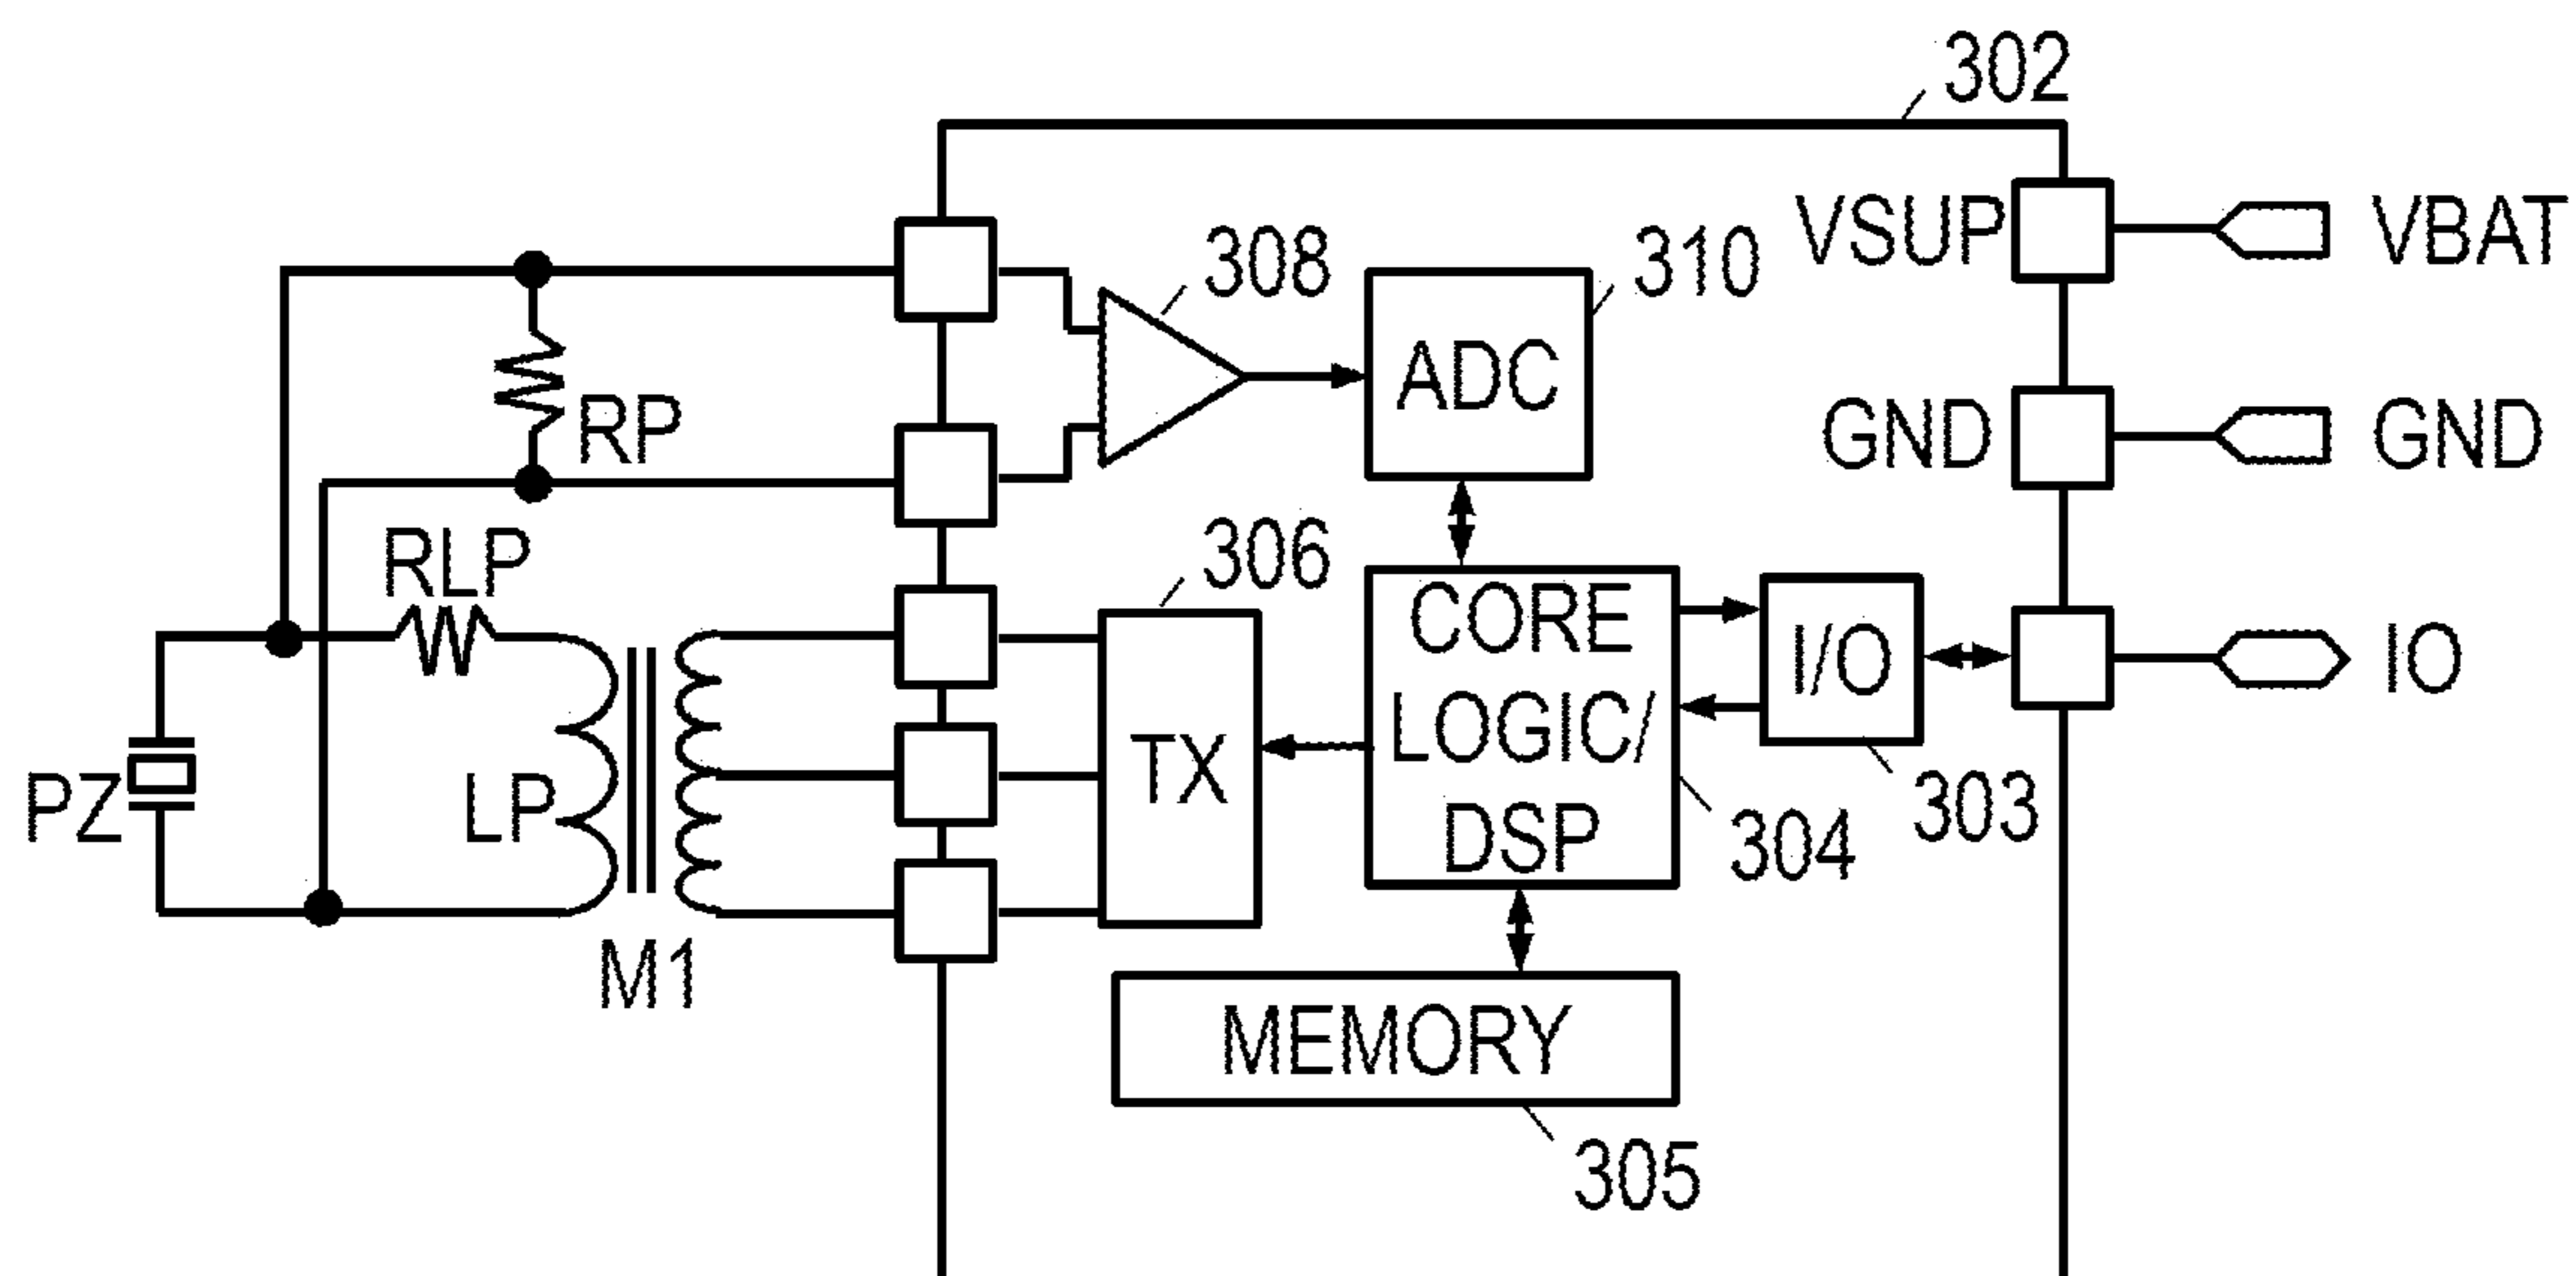 302
VSUP
VBAT
308
310
ADC
RP
GND
GND
RLP
306
CORE
LOGIC/
DSP
I/O
IO
TX
PZ
LP
303
304
M1
MEMORY
305